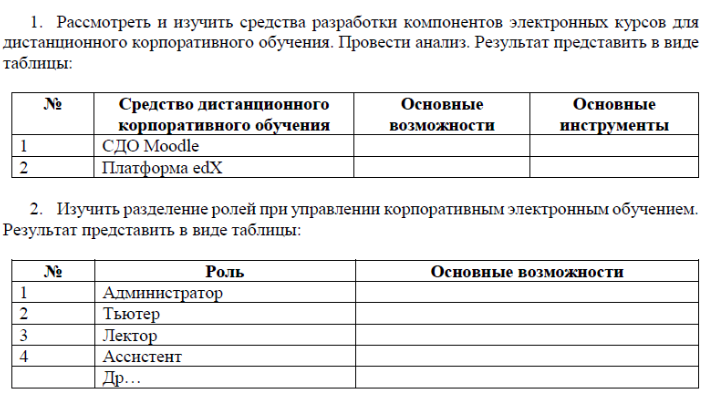 1. Рассмотреть и изучить средства разработки компонентов электронных курсов для
дистанционного корпоративного обучения. Провести анализ. Результат представить в виде
таблицы:
№ Средство дистанционного корпоративного обучения Основные возможности Основные инструменты
1 СДО Moodle
2 Платформа edX
2. Изучить разделение ролей при управлении корпоративным электронным обучением.
Результат представить в виде таблицы:
№ Роль Основные возможности
1 Администратор
2 Тьютер
3 Лектор
4 Ассистент
Др…